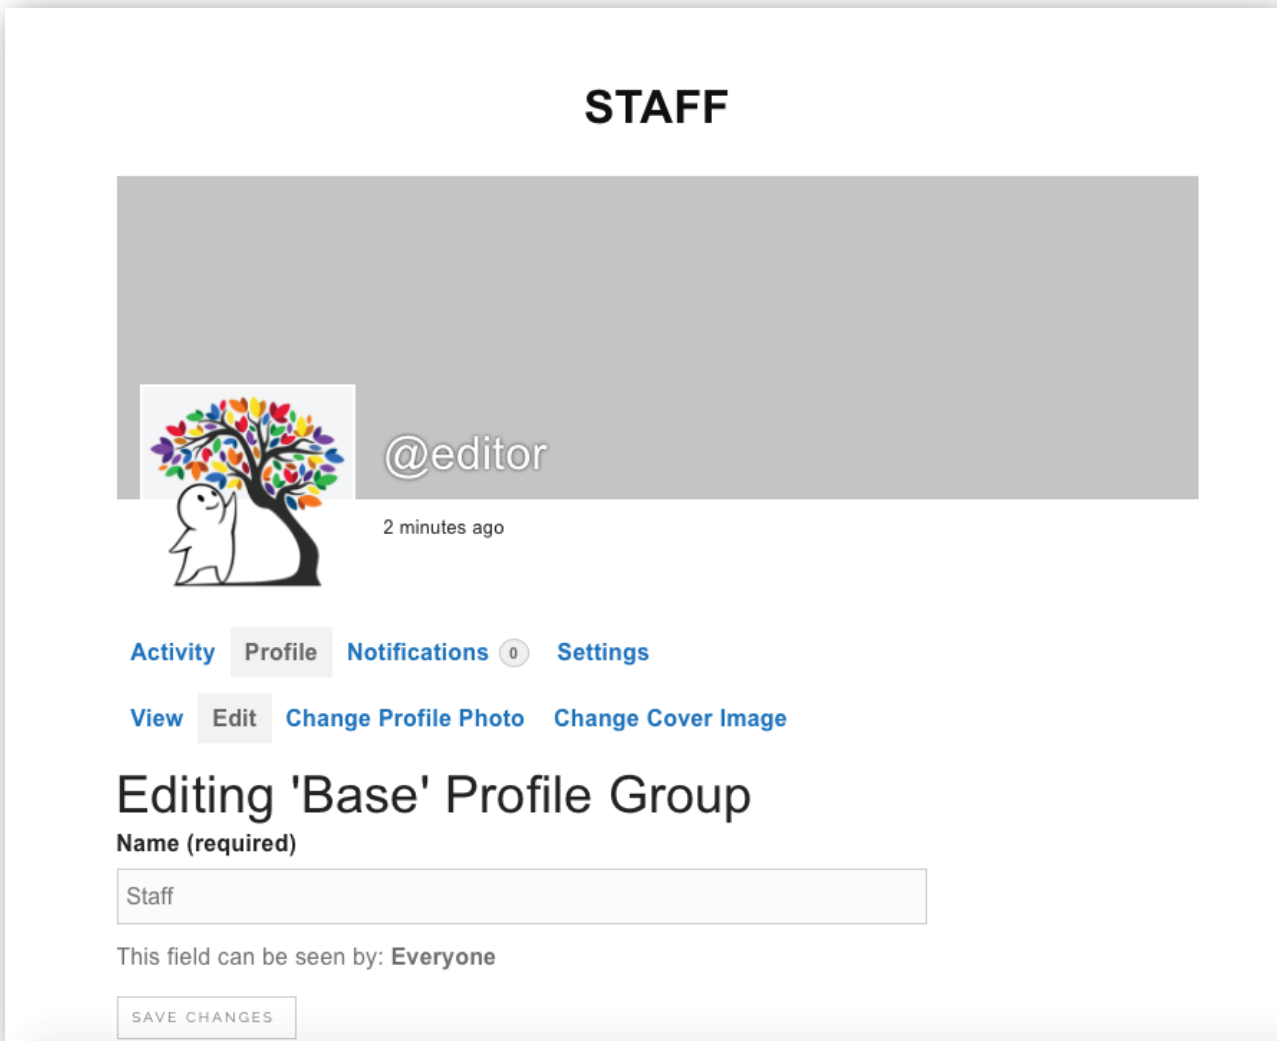 STAFF
@editor
2 minutes ago
Activity Profile Notifications 0 Settings
View Edit Change Profile Photo Change Cover Image
Editing 'Base' Profile Group
Name (required)
Staff
This field can be seen by: Everyone
SAVE CHANGES